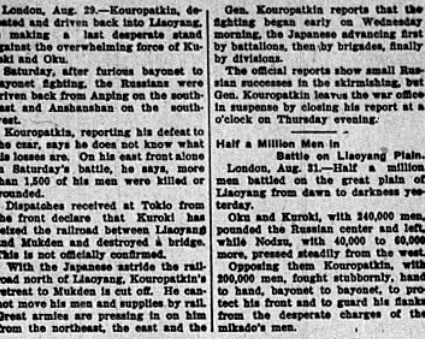 London, Aug. 29.—Kouropatkin, de-
eated and driven back into Liaoyang,
making a last desperate stand
against the overwhelming force of Ku-
oki and Oku.
Saturday, after furious bayonet to
bayonet fighting, the Russians were
driven back from Anping on the south-
east and Anshanshan on the south-
west.
Kouropatkin, reporting his defeat to
the czar, says he does not know what
his losses are. On his east front alone
in Saturday's battle, he says, more
than 1,500 of his men were killed or
wounded.
Dispatches received at Tokio from
the front declare that Kuroki has
seized the railroad between Liaoyang
and Mukden and destroyed a bridge.
This is not officially confirmed.
With the Japanese astride the rail-
road north of Liaoyang, Kouropatkin's
retreat to Mukden is cut off. He can-
not move his men and supplies by rail.
Great armies are pressing in on him
from the northeast, the east and the
Gen. Kouropatkin reports that the
fighting began early on Wednesday
morning, the Japanese advancing first
by battalions, then by brigades, finally
by divisions.
The official reports show small Rus-
sian successes in the skirmishing, but
Gen. Kouropatkin leaves the war office
in suspense by closing his report at
o'clock on Thursday evening.
Half a Million Men in
Battle on Liaoyang Plain.
London, Aug. 31.—Half a million
men battled on the great plain of
Liaoyang from dawn to darkness yes-
terday.
Oku and Kuroki, with 240,000 men,
pounded the Russian center and left,
while Nodzu, with 40,000 to 60,000
more, pressed steadily from the west.
Opposing them Kouropatkin, with
200,000 men, fought stubbornly, hand
to hand, bayonet to bayonet, to pro-
tect his front and to guard his flanks
from the desperate charges of the
mikado's men.